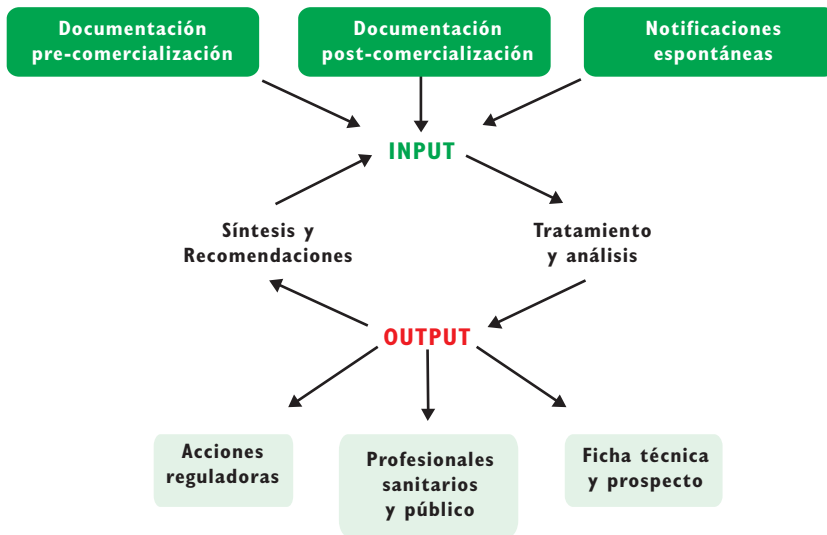 Documentación
pre-comercialización
Documentación
post-comercialización
Notificaciones
espontáneas
INPUT
Síntesis y
Recomendaciones
Tratamiento
y análisis
OUTPUT
Acciones
reguladoras
Profesionales
sanitarios
y público
Ficha técnica
y prospecto